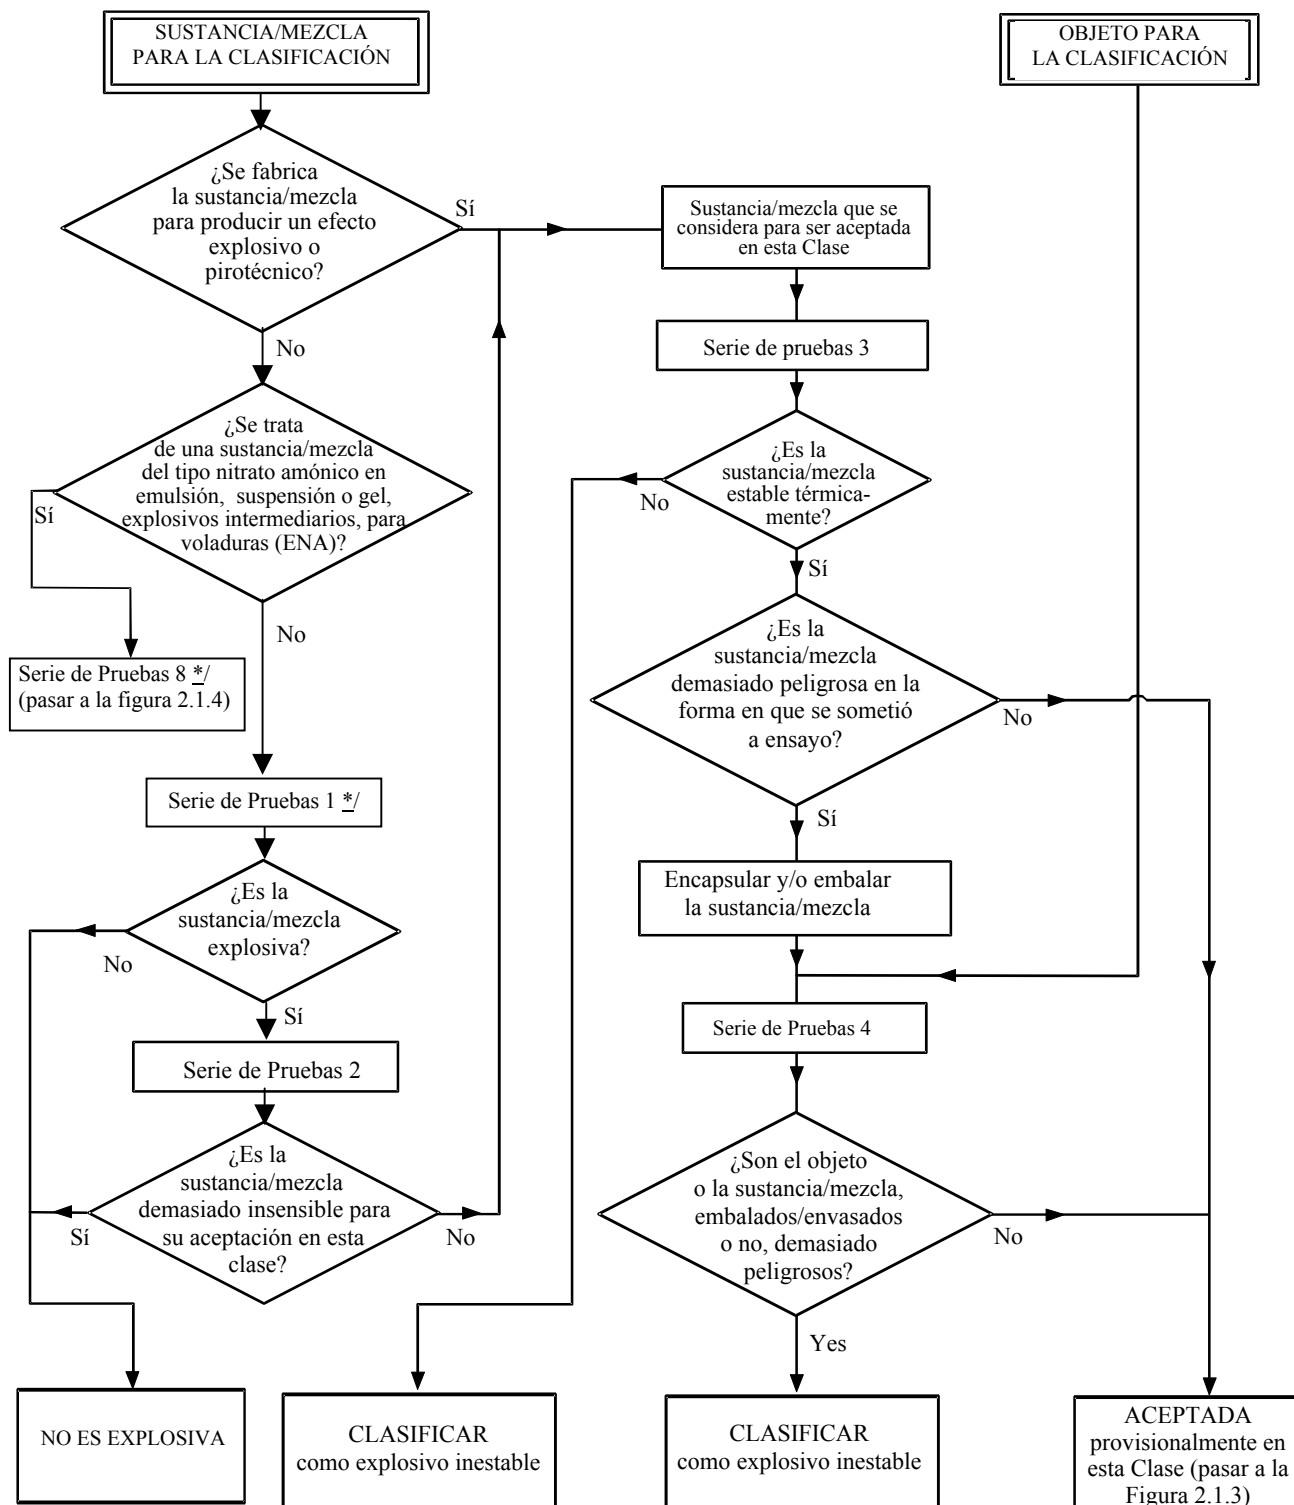 SUSTANCIA/MEZCLA
PARA LA CLASIFICACIÓN
OBJETO PARA
LA CLASIFICACIÓN
¿Se fabrica
la sustancia/mezcla
para producir un efecto
explosivo o
pirotécnico?
Sí
Sustancia/mezcla que se
considera para ser aceptada
en esta Clase
No
Serie de pruebas 3
¿Se trata
de una sustancia/mezcla
del tipo nitrato amónico en
emulsión, suspensión o gel,
explosivos intermediarios, para
voladuras (ENA)?
Sí
No
¿Es la
sustancia/mezcla
estable térmica-
mente?
No
Sí
Serie de Pruebas 8 */
(pasar a la figura 2.1.4)
¿Es la
sustancia/mezcla
demasiado peligrosa en la
forma en que se sometió
a ensayo?
No
Sí
Serie de Pruebas 1 */
Encapsular y/o embalar
la sustancia/mezcla
¿Es la
sustancia/mezcla
explosiva?
No
Sí
Serie de Pruebas 4
Serie de Pruebas 2
¿Es la
sustancia/mezcla
demasiado insensible para
su aceptación en esta
clase?
Sí
No
¿Son el objeto
o la sustancia/mezcla,
embalados/envasados
o no, demasiado
peligrosos?
No
Yes
NO ES EXPLOSIVA
CLASIFICAR
como explosivo inestable
CLASIFICAR
como explosivo inestable
ACEPTADA
provisionalmente en
esta Clase (pasar a la
Figura 2.1.3)